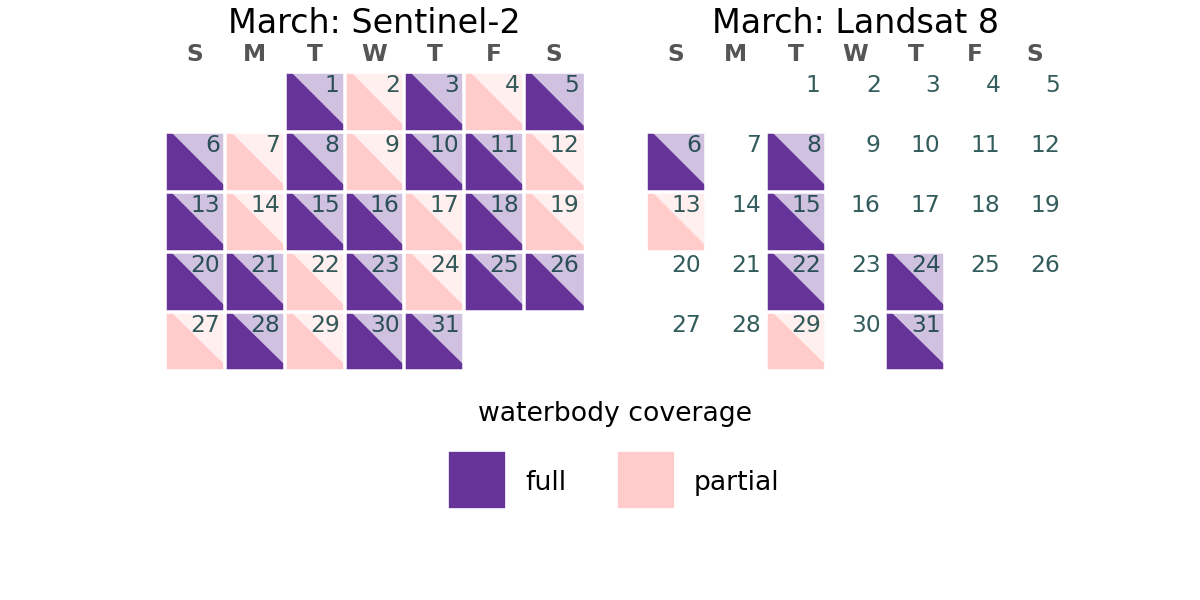 March: Sentinel-2
S M T W T F S
1 2 3 4 5
6 7 8 9 10 11 12
13 14 15 16 17 18 19
20 21 22 23 24 25 26
27 28 29 30 31
March: Landsat 8
S M T W T F S
1 2 3 4 5
6 7 8 9 10 11 12
13 14 15 16 17 18 19
20 21 22 23 24 25 26
27 28 29 30 31
waterbody coverage
full partial